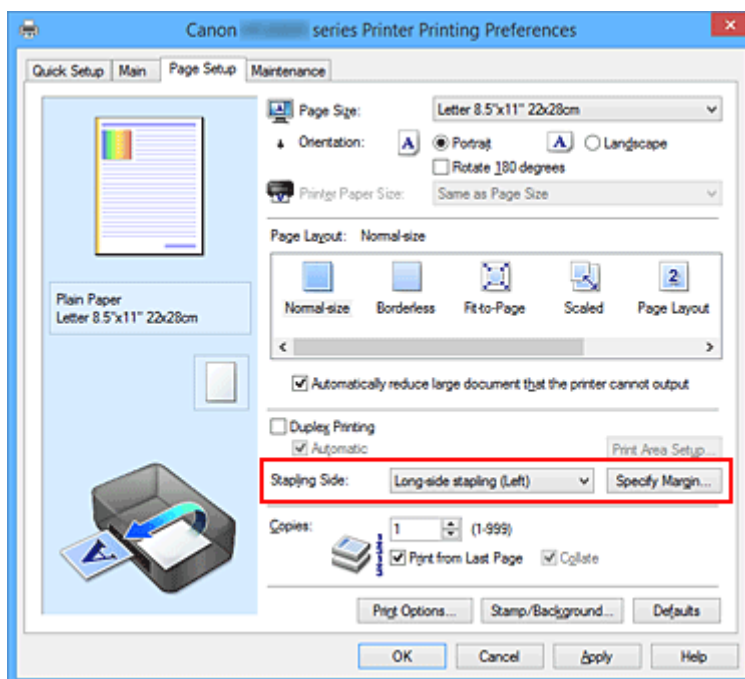 Canon series Printer Printing Preferences
Quick Setup Main Page Setup Maintenance
Page Size: Letter 8.5"x11" 22x28cm
Orientation: A Portrait A Landscape
Rotate 180 degrees
Printer Paper Size: Same as Page Size
Page Layout: Normal-size
2
Normal-size Borderless Fit-to-Page Scaled Page Layout
Plain Paper
Letter 8.5"x11" 22x28cm
Automatically reduce large document that the printer cannot output
Duplex Printing
Automatic Print Area Setup...
Stapling Side: Long-side stapling (Left) Specify Margin...
Copies: 1 (1-999)
Print from Last Page Collate
A
Print Options... Stamp/Background... Defaults
OK Cancel Apply Help